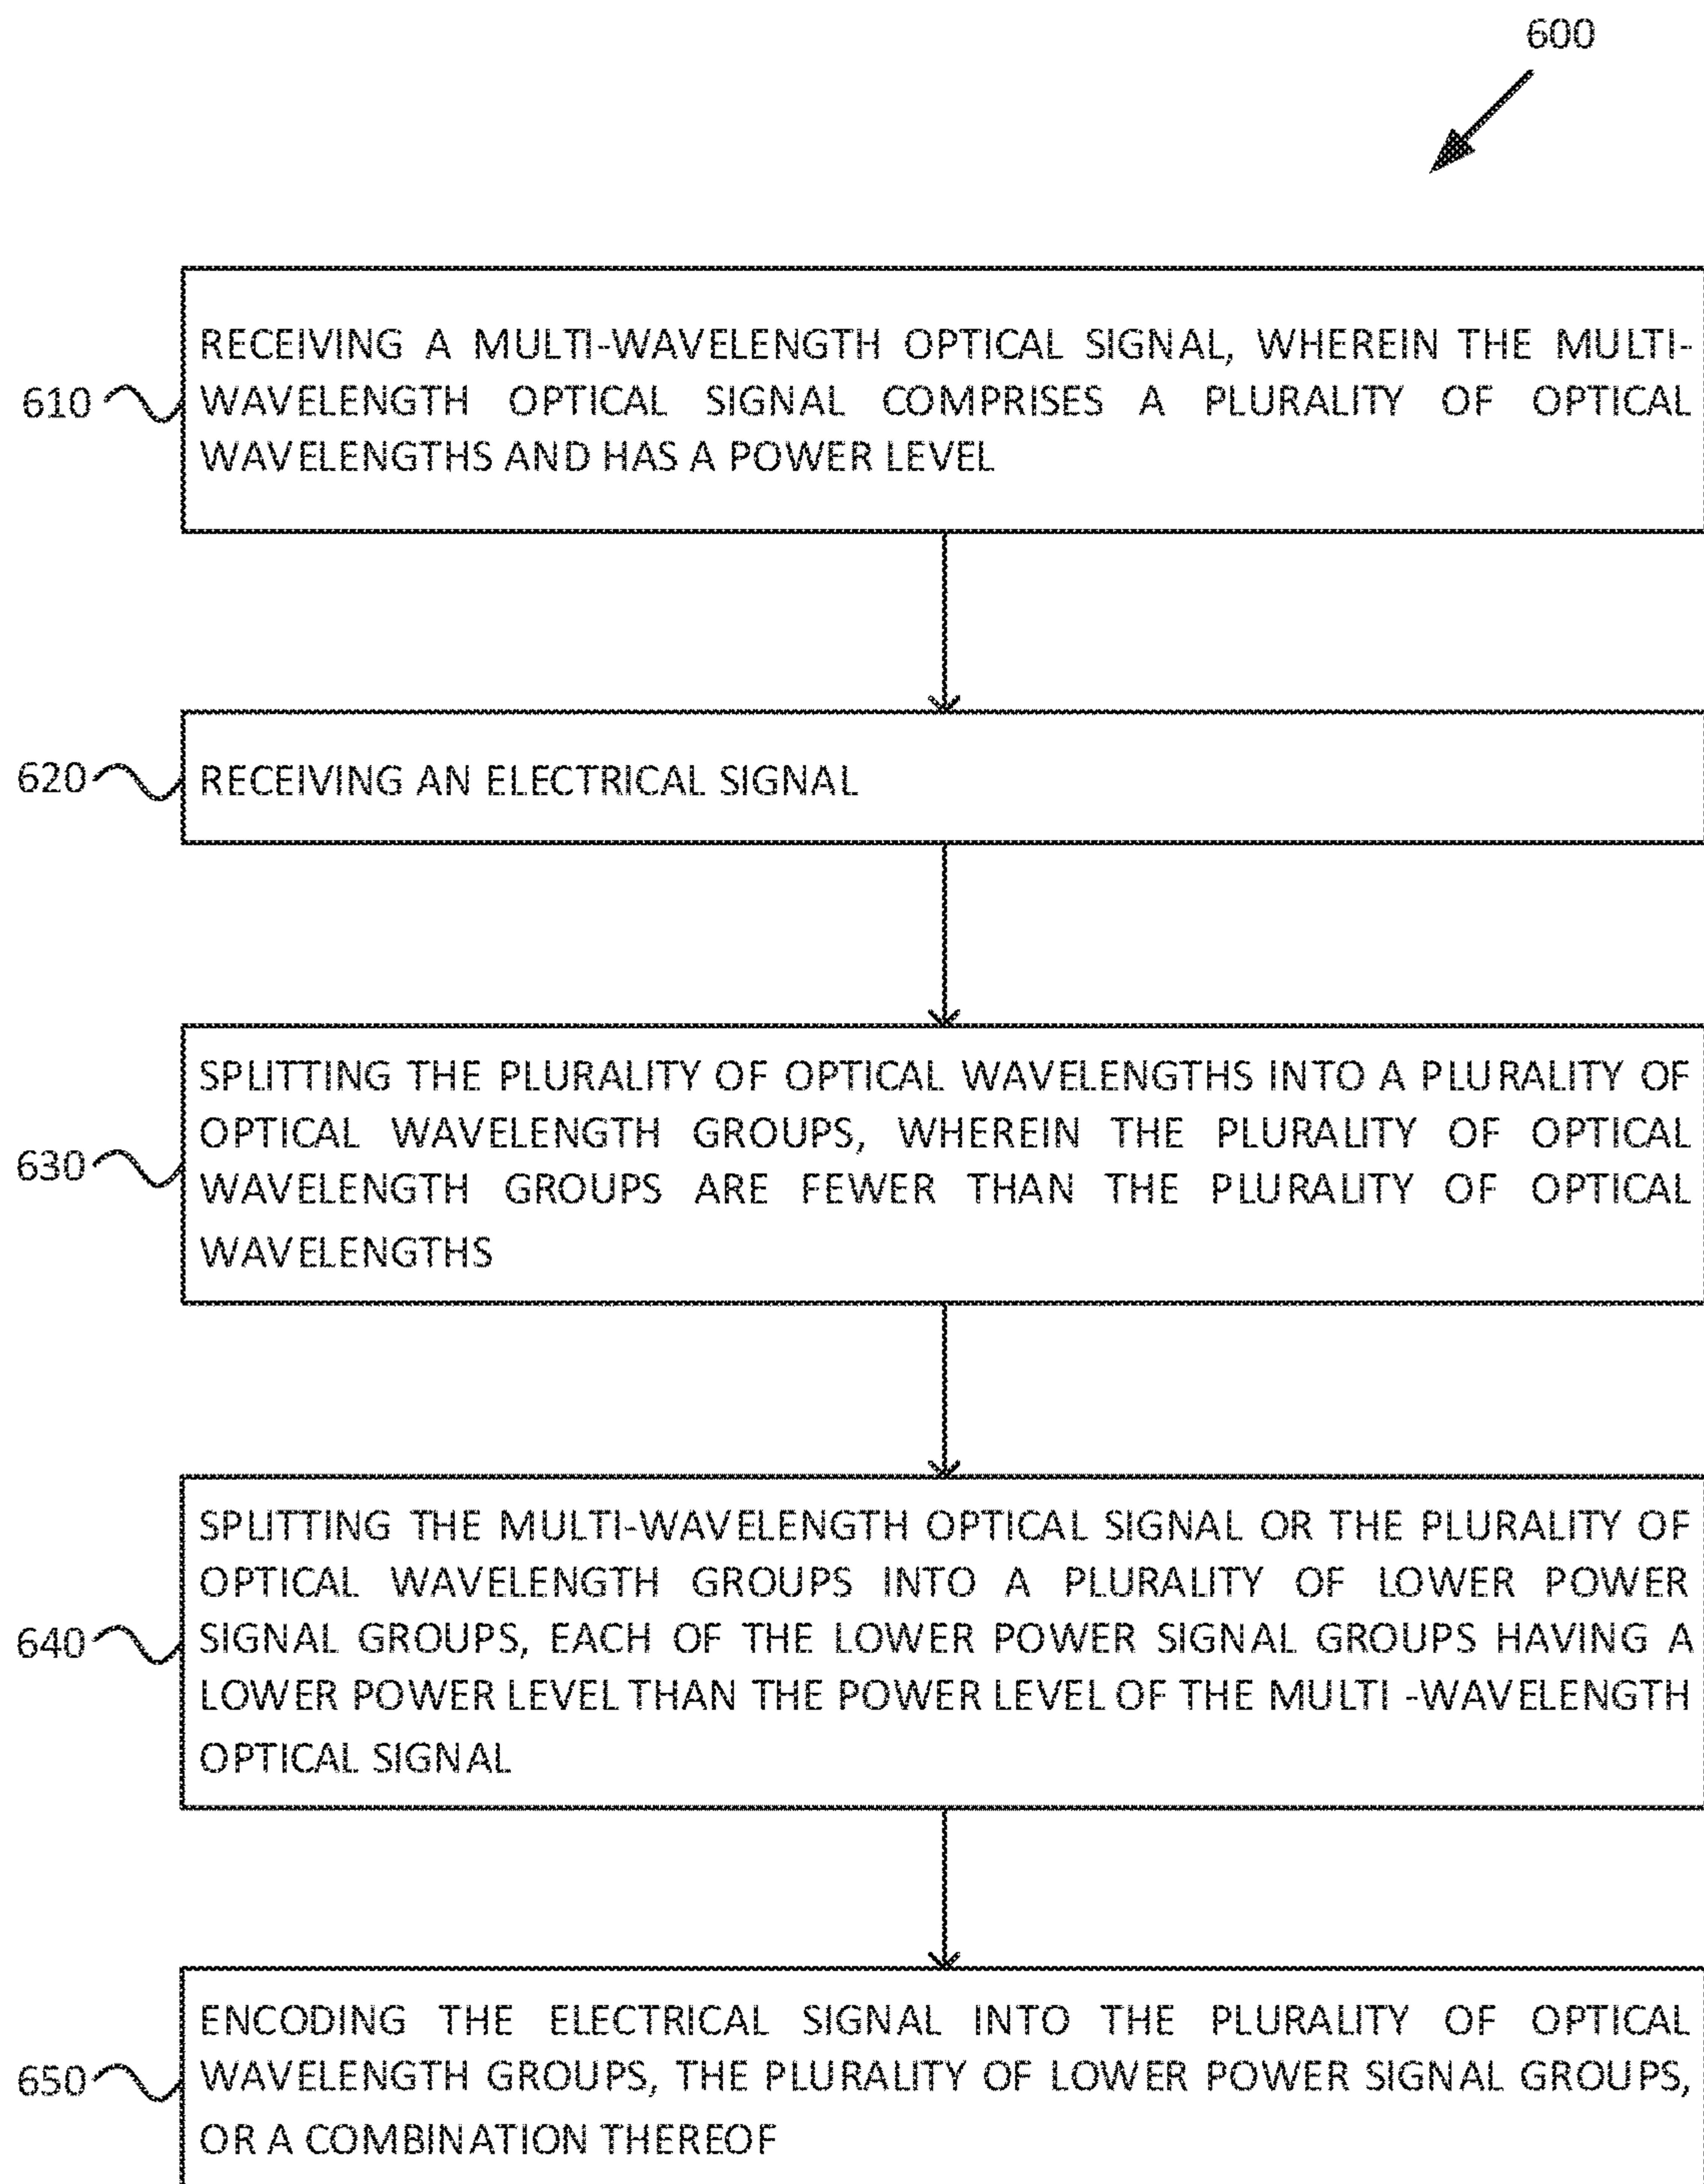 600
RECEIVING A MULTI-WAVELENGTH OPTICAL SIGNAL, WHEREIN THE MULTI-
610 WAVELENGTH OPTICAL SIGNAL COMPRISES A PLURALITY OF OPTICAL
WAVELENGTHS AND HAS A POWER LEVEL
620 RECEIVING AN ELECTRICAL SIGNAL
SPLITTING THE PLURALITY OF OPTICAL WAVELENGTHS INTO A PLURALITY OF
OPTICAL WAVELENGTH GROUPS, WHEREIN THE PLURALITY OF OPTICAL
630 WAVELENGTH GROUPS ARE FEWER THAN THE PLURALITY OF OPTICAL
WAVELENGTHS
SPLITTING THE MULTI-WAVELENGTH OPTICAL SIGNAL OR THE PLURALITY OF
OPTICAL WAVELENGTH GROUPS INTO A PLURALITY OF LOWER POWER
640 SIGNAL GROUPS, EACH OF THE LOWER POWER SIGNAL GROUPS HAVING A
LOWER POWER LEVEL THAN THE POWER LEVEL OF THE MULTI -WAVELENGTH
OPTICAL SIGNAL
ENCODING THE ELECTRICAL SIGNAL INTO THE PLURALITY OF OPTICAL
650 WAVELENGTH GROUPS, THE PLURALITY OF LOWER POWER SIGNAL GROUPS,
OR A COMBINATION THEREOF